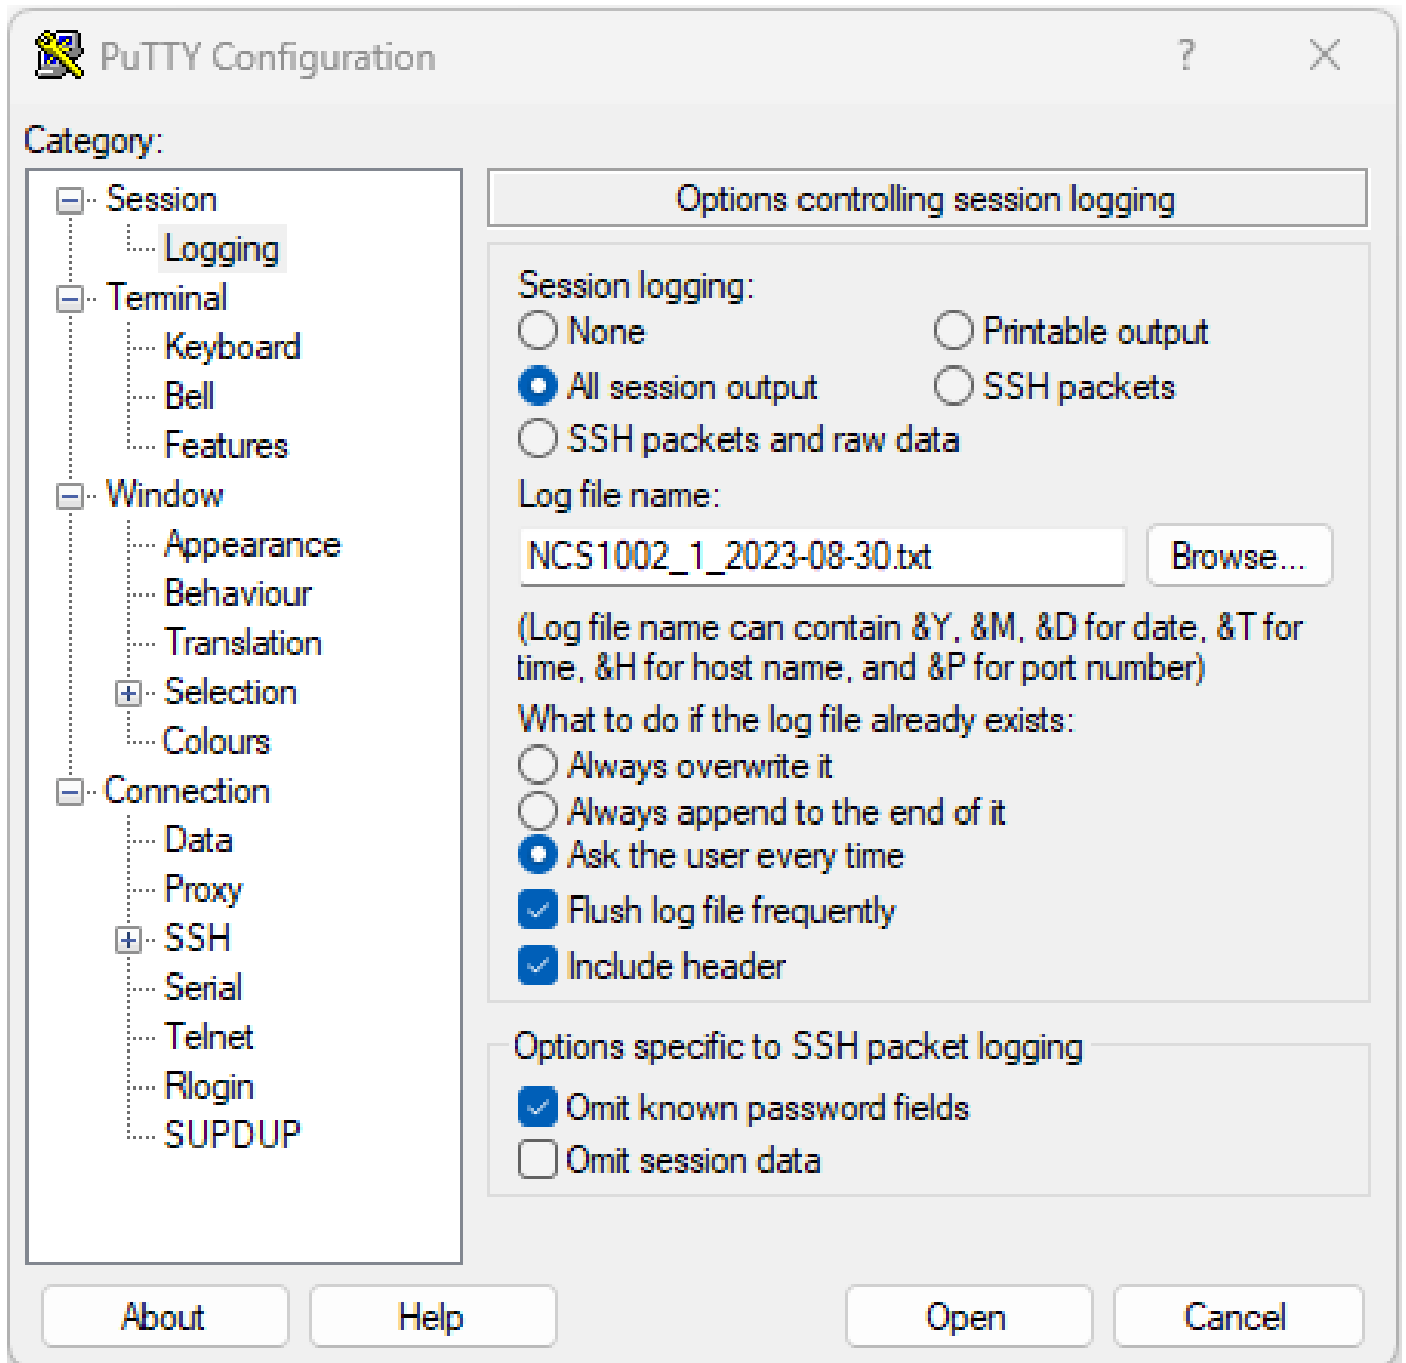 PuTTY Configuration
?
Category:
Session
Logging
Terminal
Keyboard
Bell
Features
Window
Appearance
Behaviour
Translation
Selection
Colours
Connection
Data
Proxy
SSH
Serial
Telnet
Rlogin
SUPDUP
Options controlling session logging
Session logging:
None
Printable output
All session output
SSH packets
SSH packets and raw data
Log file name:
NCS1002_1_2023-08-30.txt
Browse...
(Log file name can contain &Y, &M, &D for date, &T for
time, &H for host name, and &P for port number)
What to do if the log file already exists:
Always overwrite it
Always append to the end of it
Ask the user every time
Flush log file frequently
Include header
Options specific to SSH packet logging
Omit known password fields
Omit session data
About
Help
Open
Cancel